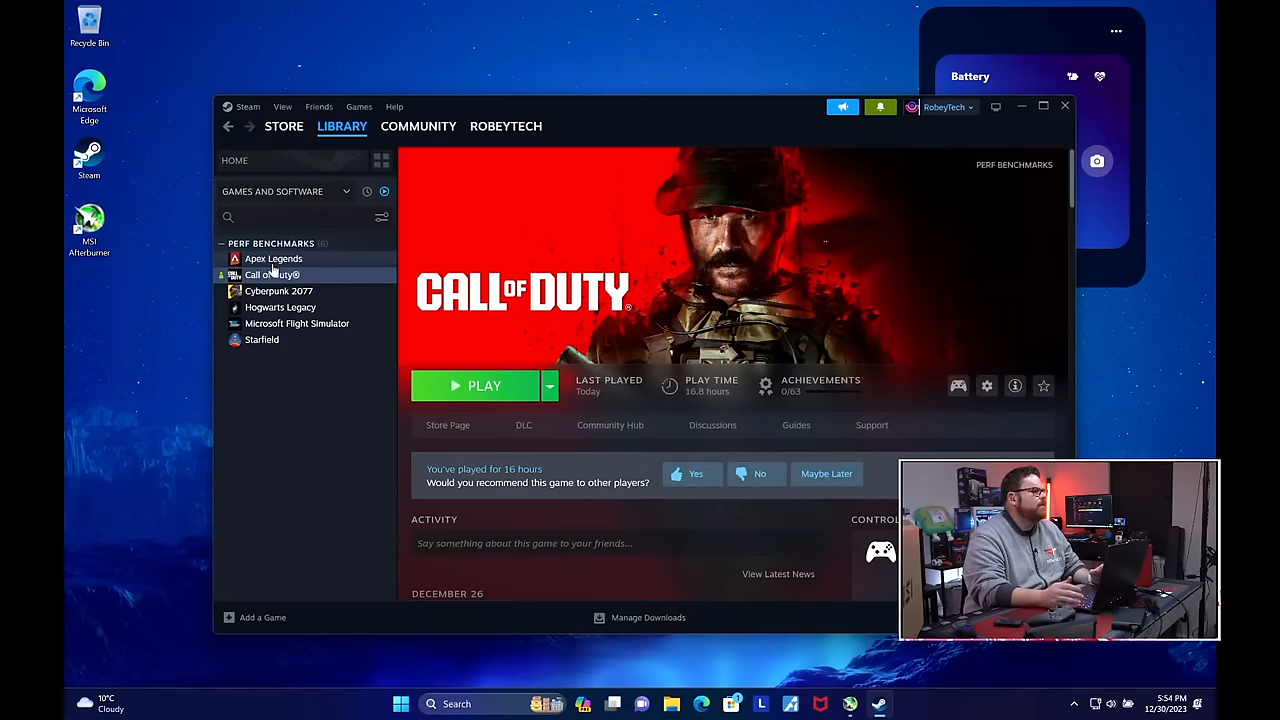 Recycle Bin
Microsoft
Edge
Steam
MSI
Afterburner
Battery
Steam View Friends Games Help
RobeyTech
STORE LIBRARY COMMUNITY ROBEYTECH
HOME
GAMES AND SOFTWARE
PERF BENCHMARKS (6)
Apex Legends
Call of Duty®
Cyberpunk 2077
Hogwarts Legacy
Microsoft Flight Simulator
Starfield
PERF BENCHMARKS
CALL OF DUTY®
PLAY
LAST PLAYED
Today
PLAY TIME
16.8 hours
ACHIEVEMENTS
0/63
Store Page DLC Community Hub Discussions Guides Support
You've played for 16 hours
Would you recommend this game to other players?
Yes No Maybe Later
ACTIVITY
CONTROL
Say something about this game to your friends...
View Latest News
DECEMBER 26
Add a Game
Manage Downloads
10°C
Cloudy
Search
5:54 PM
12/30/2023